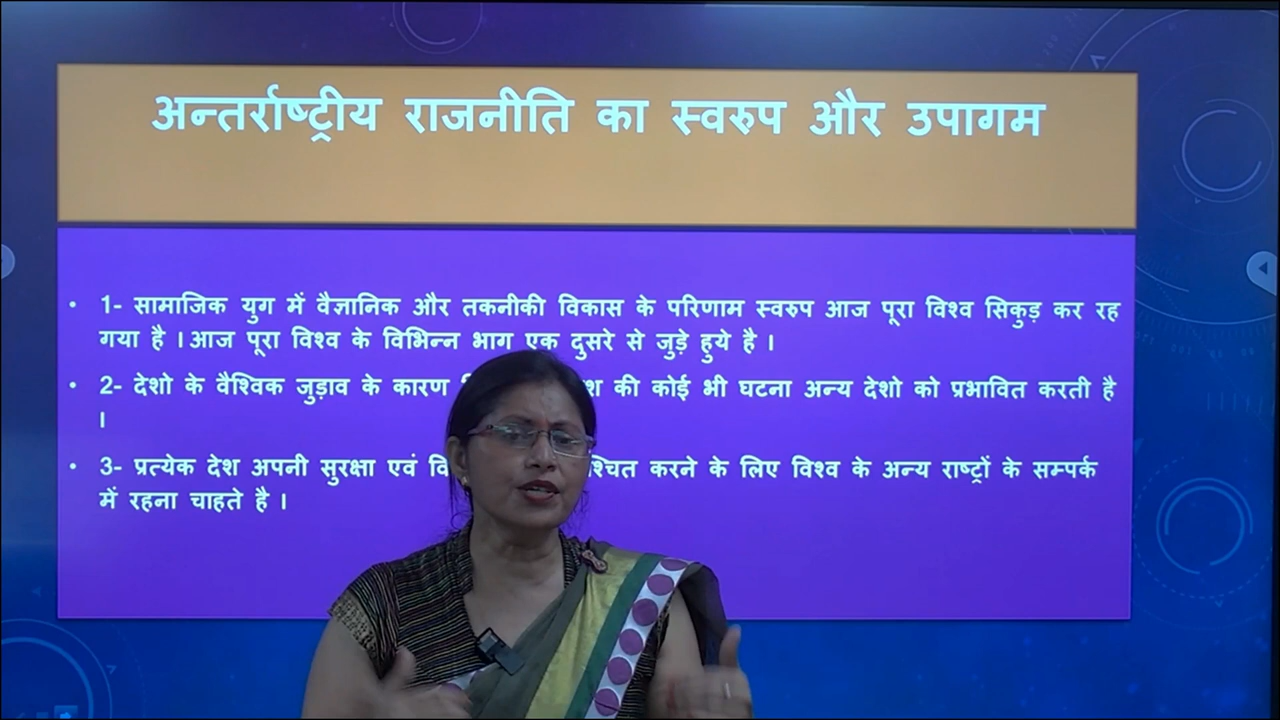 अन्तर्राष्ट्रीय राजनीति का स्वरुप और उपागम
• 1- सामाजिक युग में वैज्ञानिक और तकनीकी विकास के परिणाम स्वरुप आज पूरा विश्व सिकुड़ कर रह
गया है । आज पूरा विश्व के विभिन्न भाग एक दुसरे से जुड़े हुये है ।
• 2- देशो के वैश्विक जुड़ाव के कारण की कोई भी घटना अन्य देशो को प्रभावित करती है
।
• 3- प्रत्येक देश अपनी सुरक्षा एवं करने के लिए विश्व के अन्य राष्ट्रों के सम्पर्क
में रहना चाहते है ।